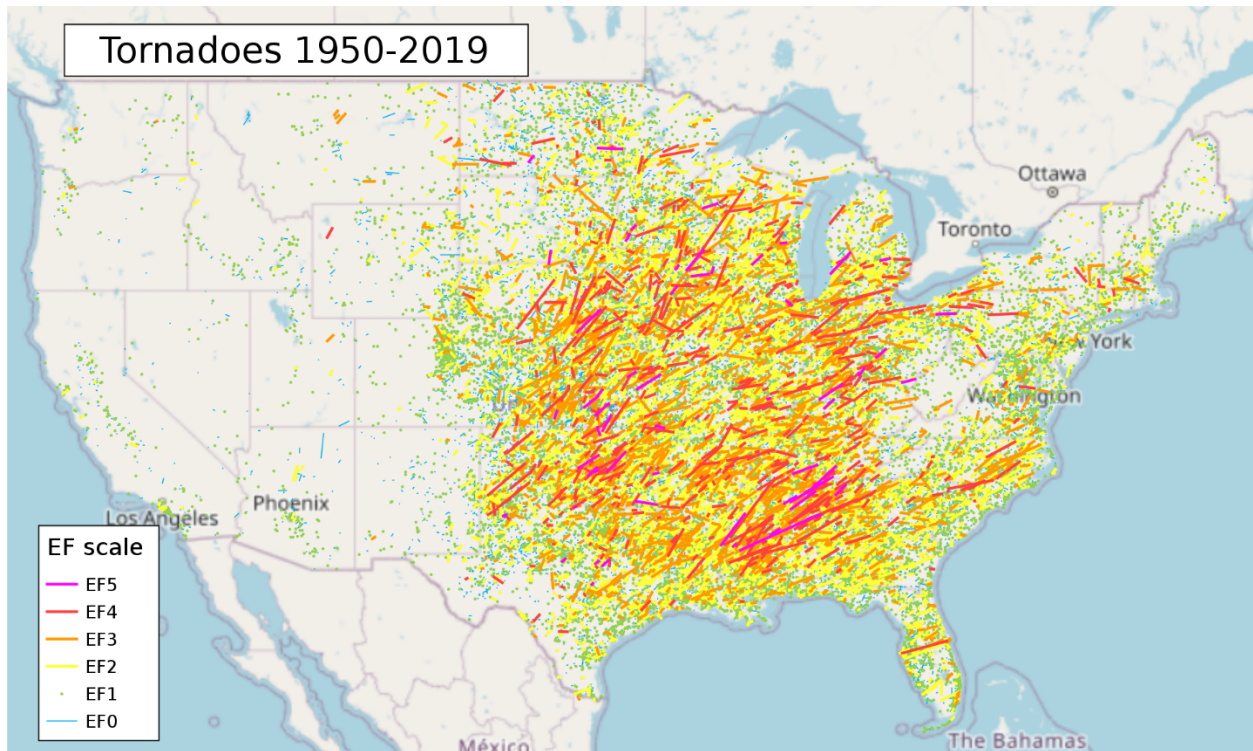 Tornadoes 1950-2019
Ottawa
Toronto
York
Washington
Phoenix
Los Angeles
EF scale
EF5
EF4
EF3
EF2
EF1
EF0
México
The Bahamas